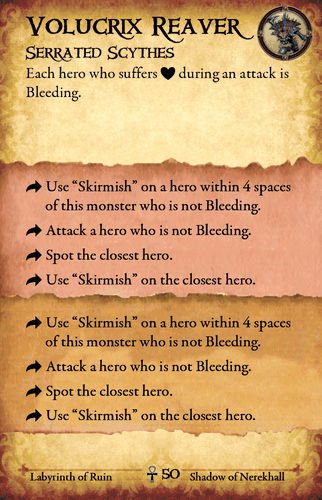 Volucrix Reaver
Serrated Scythes
Each hero who suffers ♥ during an attack is
Bleeding.
Use “Skirmish” on a hero within 4 spaces
of this monster who is not Bleeding.
Attack a hero who is not Bleeding.
Spot the closest hero.
Use “Skirmish” on the closest hero.
Use “Skirmish” on a hero within 4 spaces
of this monster who is not Bleeding.
Attack a hero who is not Bleeding.
Spot the closest hero.
Use “Skirmish” on the closest hero.
Labyrinth of Ruin ☥ 50 Shadow of Nerekhall